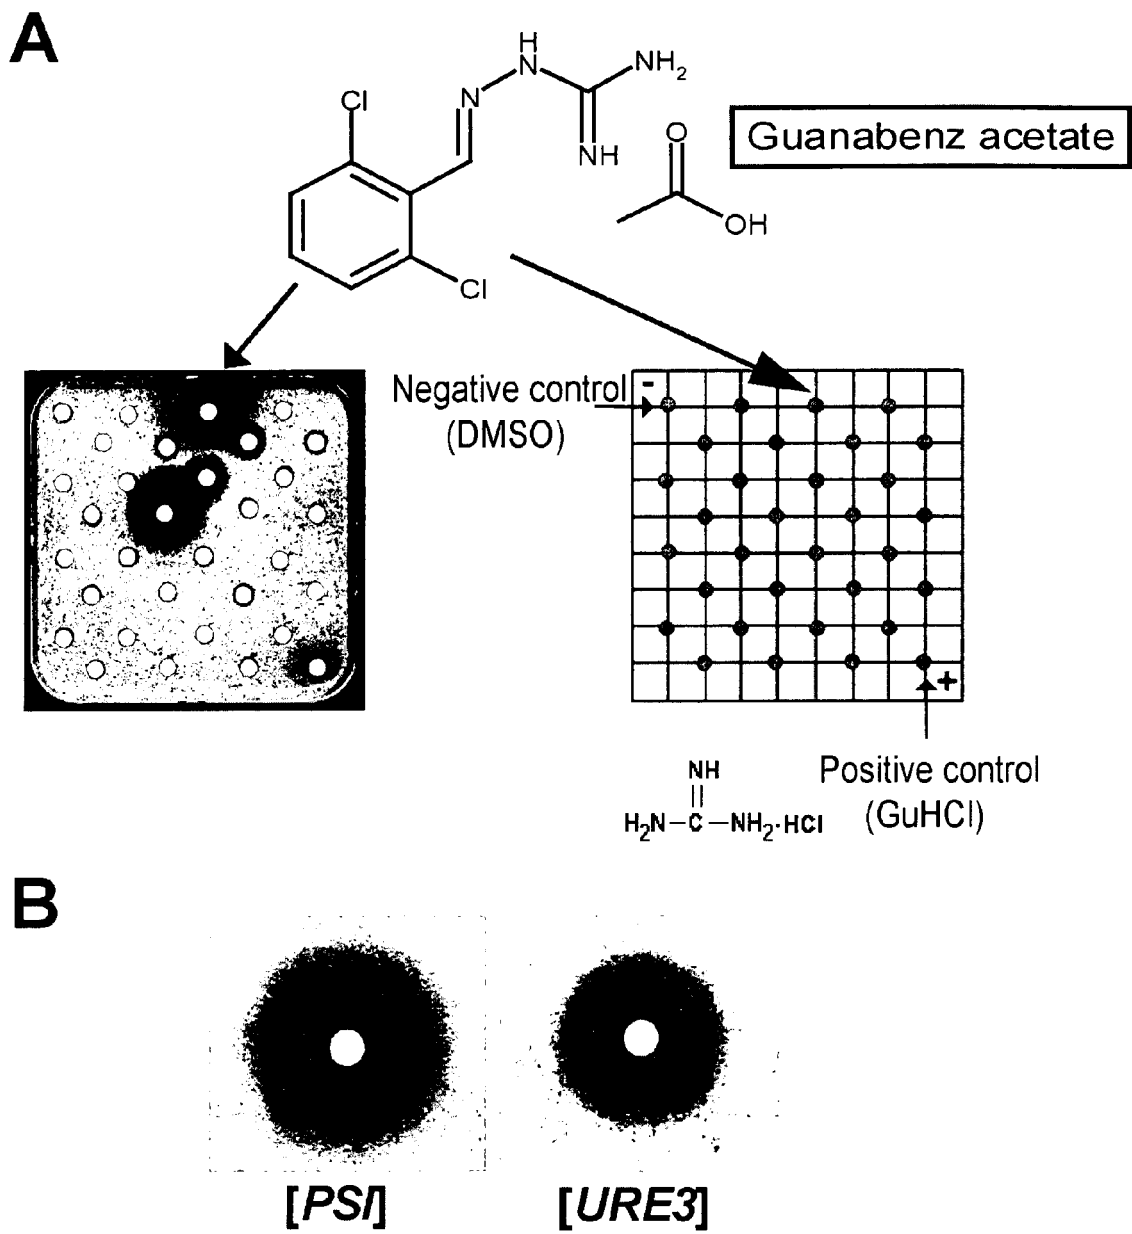 A
H
N
NH2
Cl
N
NH
O
OH
Cl
Guanabenz acetate
Negative control
(DMSO)
-
+
NH
H2N–C–NH2·HCl
Positive control
(GuHCl)
B
[PSI]
[URE3]